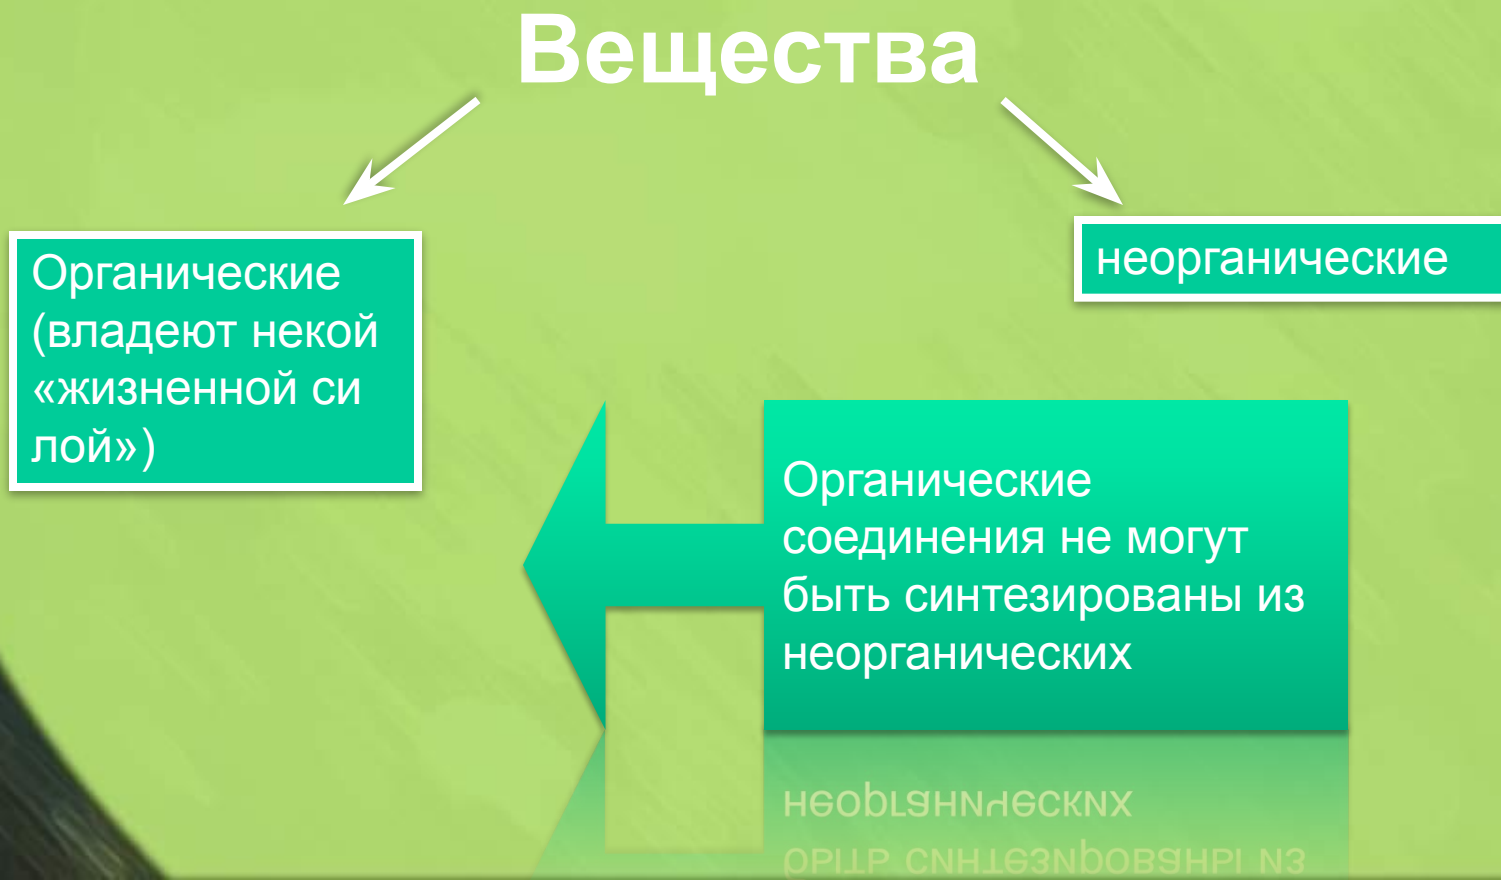 Вещества
Органические
(владеют некой
«жизненной си
лой»)
неорганические
Органические
соединения не могут
быть синтезированы из
неорганических